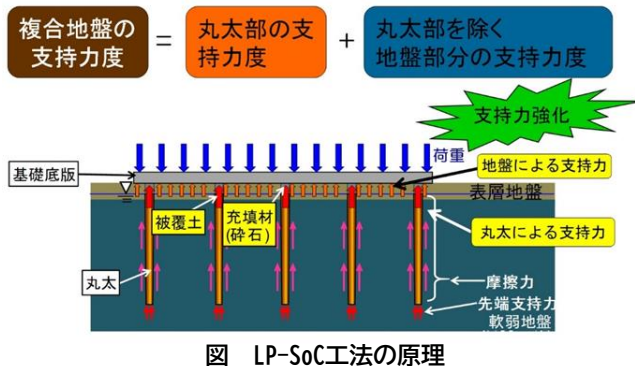 複合地盤の
支持力度
=
丸太部の支
持力度
+
丸太部を除く
地盤部分の支持力度
支持力強化
荷重
地盤による支持力
基礎底版
表層地盤
被覆土
充填材
(砕石)
丸太による支持力
丸太
摩擦力
先端支持力
軟弱地盤
図 LP-SoC工法の原理